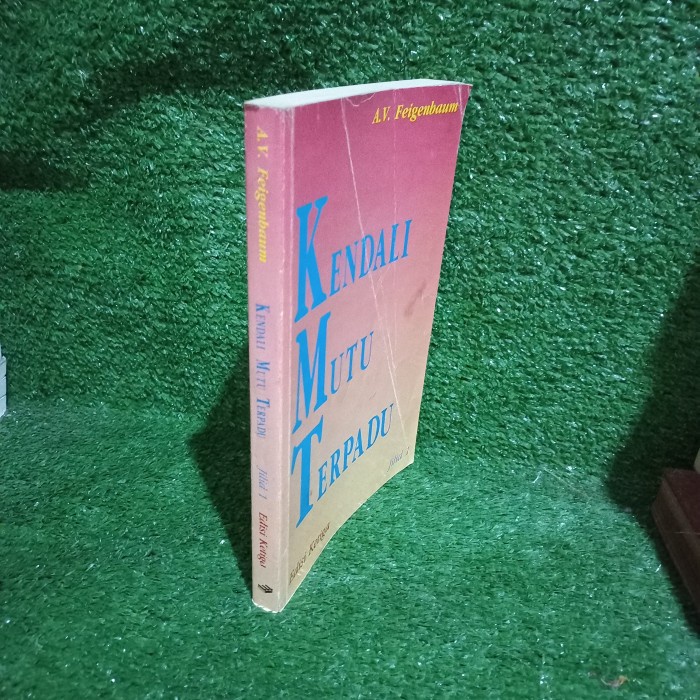 A.V. Feigenbaum
KENDALI
MUTU
TERPADU
Jilid 1
Edisi Ketiga
A.V. Feigenbaum KENDALI MUTU TERPADU Jilid 1 Edisi Ketiga